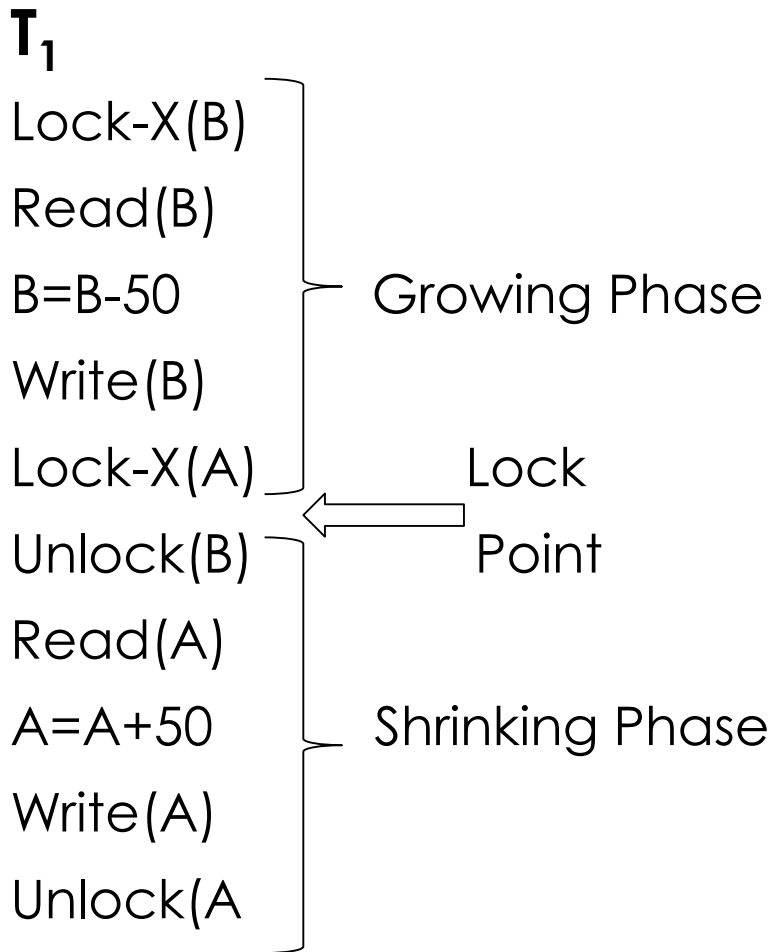 T₁
Lock-X(B)
Read(B)
B=B-50
Growing Phase
Write(B)
Lock-X(A)
Lock
Unlock(B)
Point
Read(A)
A=A+50
Shrinking Phase
Write(A)
Unlock(A